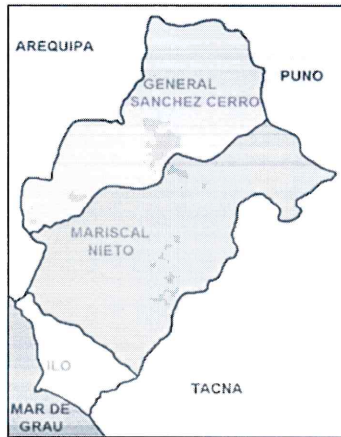 AREQUIPA
GENERAL
SANCHEZ CERRO
PUNO
MARISCAL
NIETO
ILO
TACNA
MAR DE
GRAU